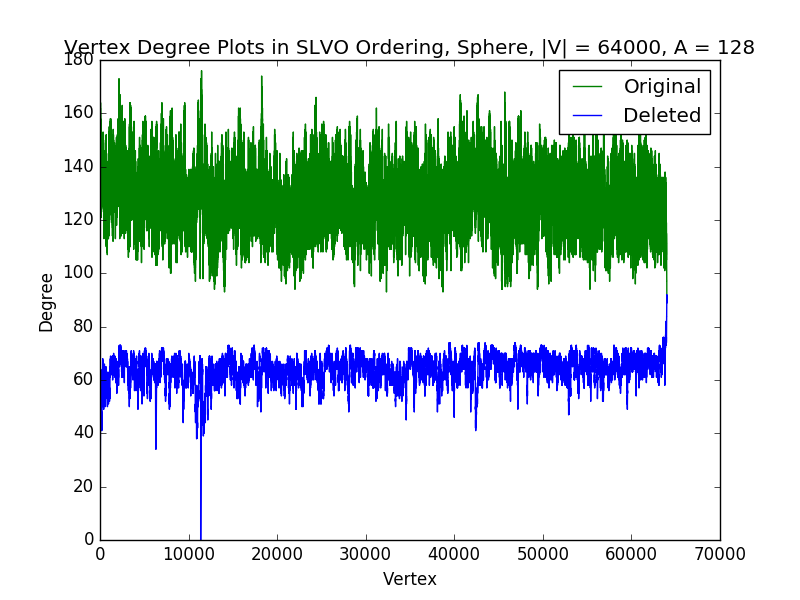 Vertex Degree Plots in SLVO Ordering, Sphere, |V| = 64000, A = 128
180
160
140
120
100
80
60
40
20
0
Degree
Original
Deleted
0 10000 20000 30000 40000 50000 60000 70000
Vertex